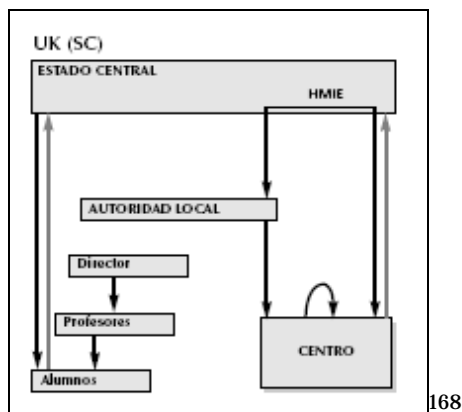 UK (SC)
ESTADO CENTRAL
HMIE
AUTORIDAD LOCAL
Director
Profesores
CENTRO
Alumnos
168